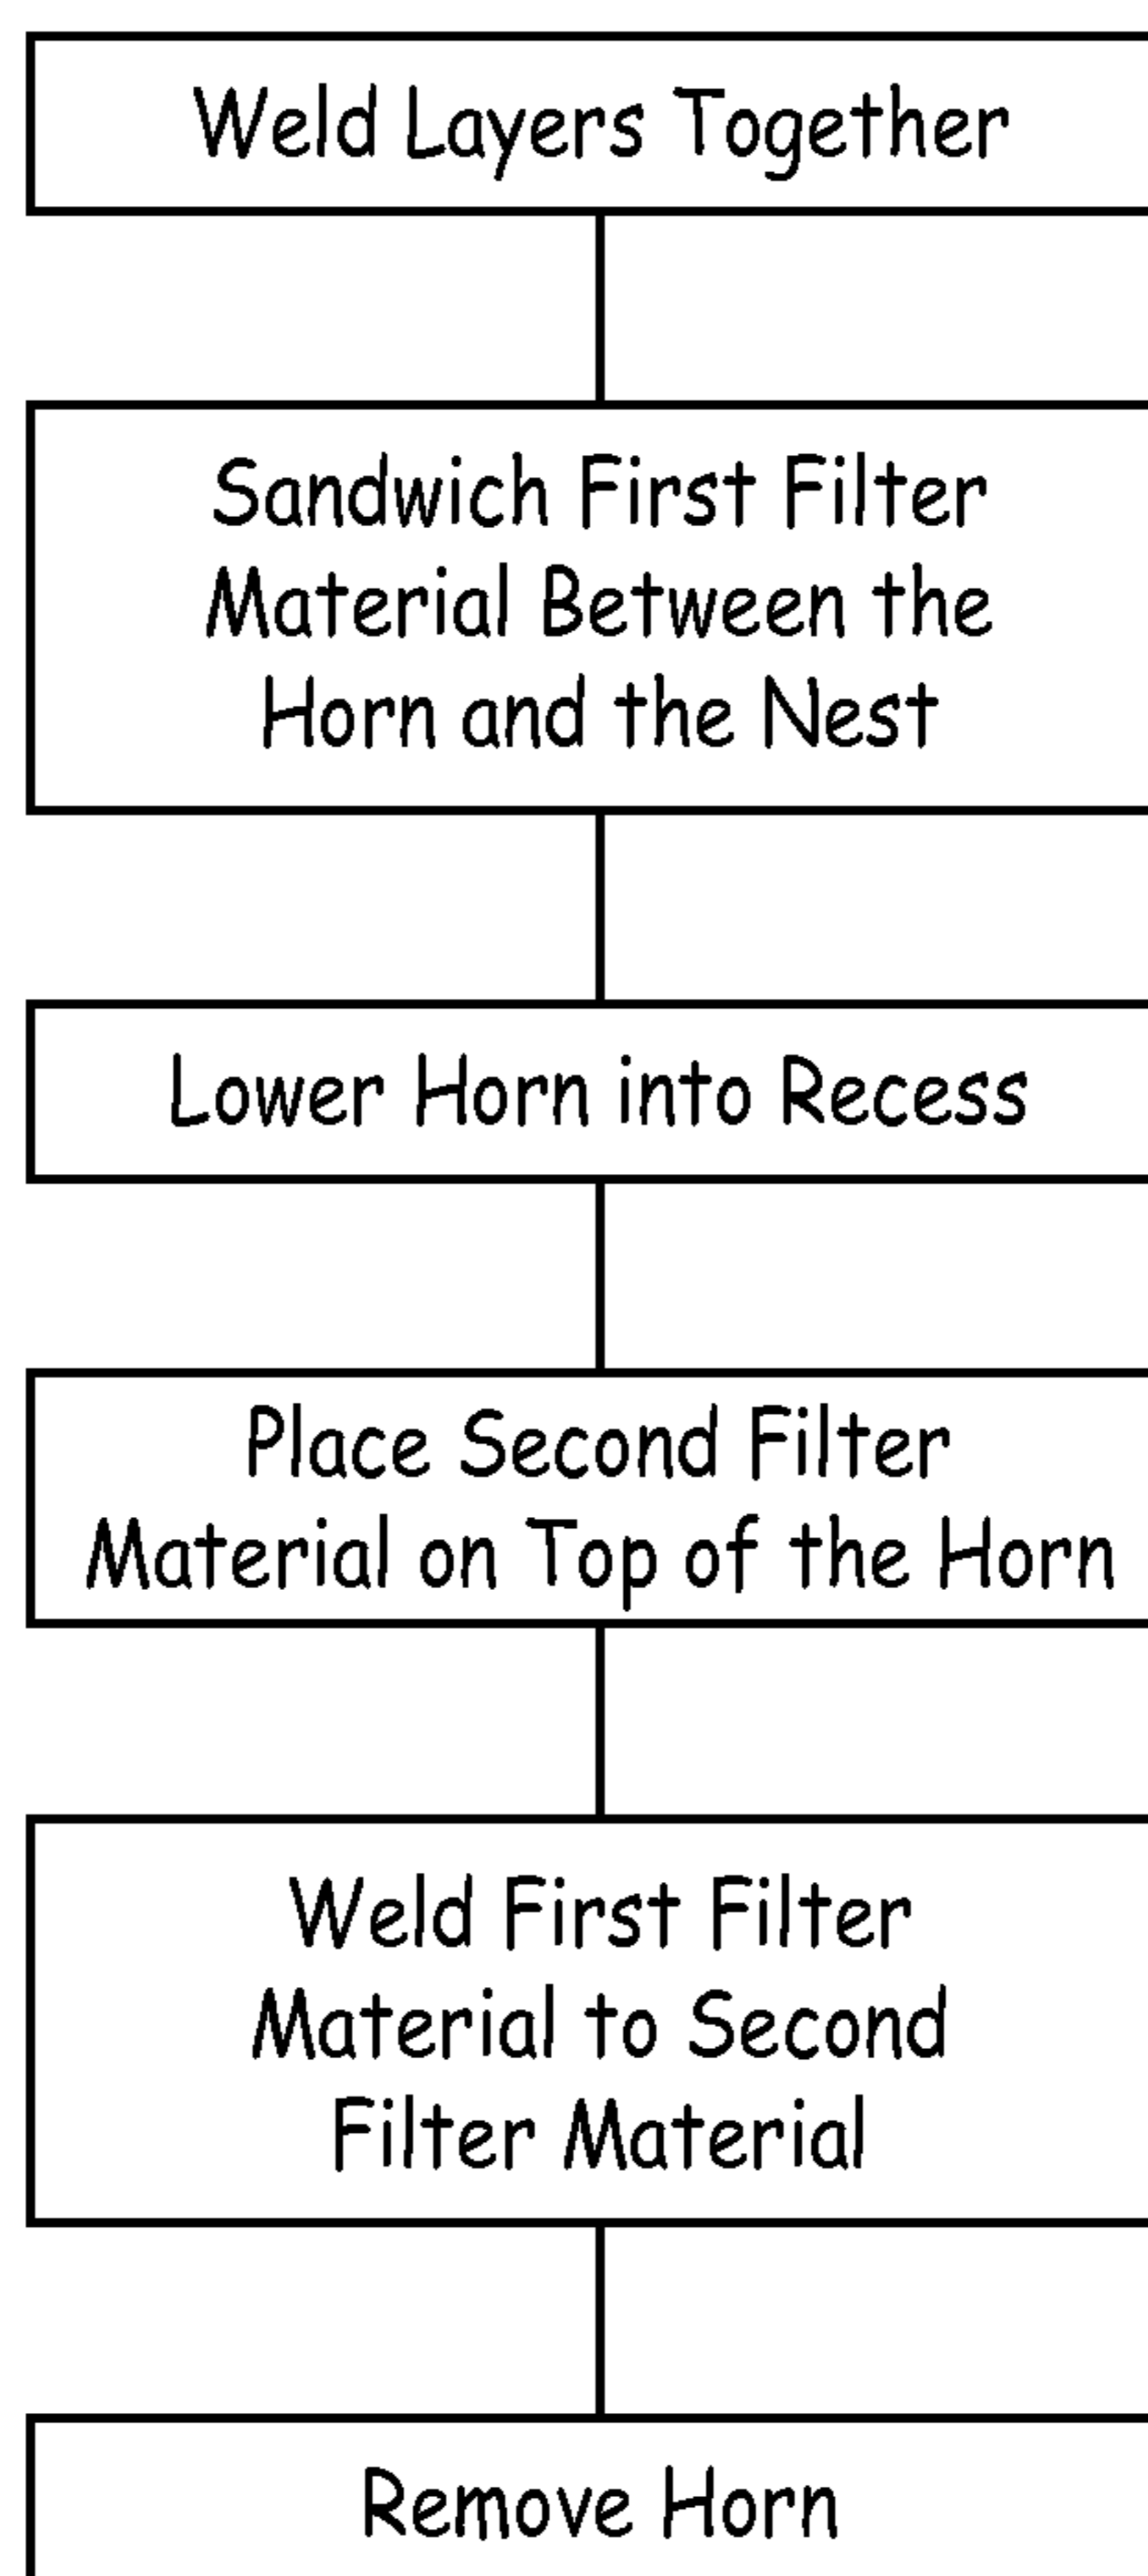 Weld Layers Together
Sandwich First Filter
Material Between the
Horn and the Nest
Lower Horn into Recess
Place Second Filter
Material on Top of the Horn
Weld First Filter
Material to Second
Filter Material
Remove Horn